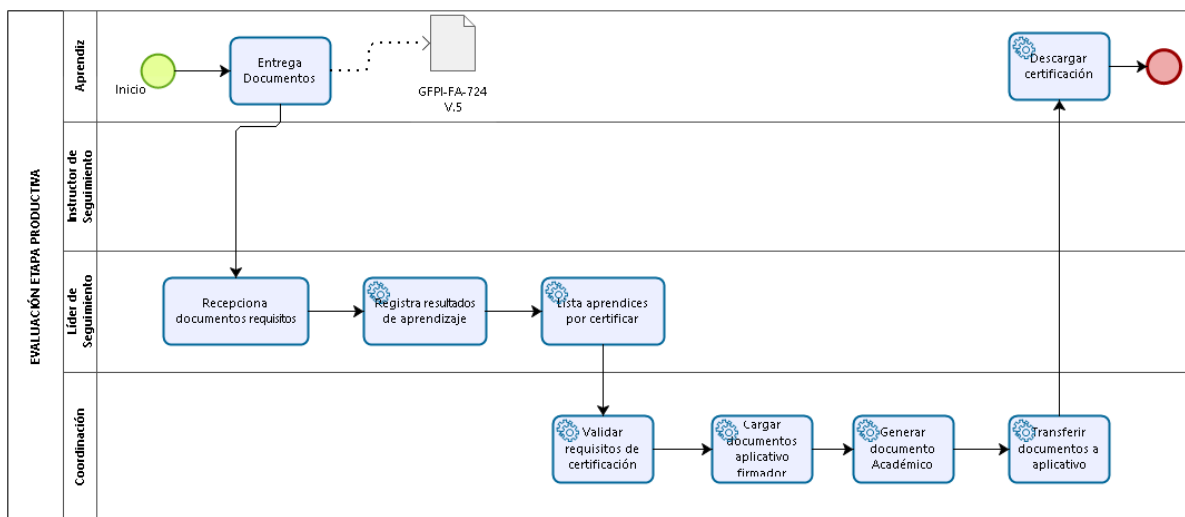 EVALUACIÓN ETAPA PRODUCTIVA
Aprendiz
Inicio
Entrega
Documentos
GFPI-FA-724
V.5
Descargar
certificación
Instructor de
Seguimiento
Líder de
Seguimiento
Recepciona
documentos requisitos
Registra resultados
de aprendizaje
Lista aprendices
por certificar
Coordinación
Validar
requisitos de
certificación
Cargar
documentos
aplicativo
firmador
Generar
documento
Académico
Transferir
documentos a
aplicativo